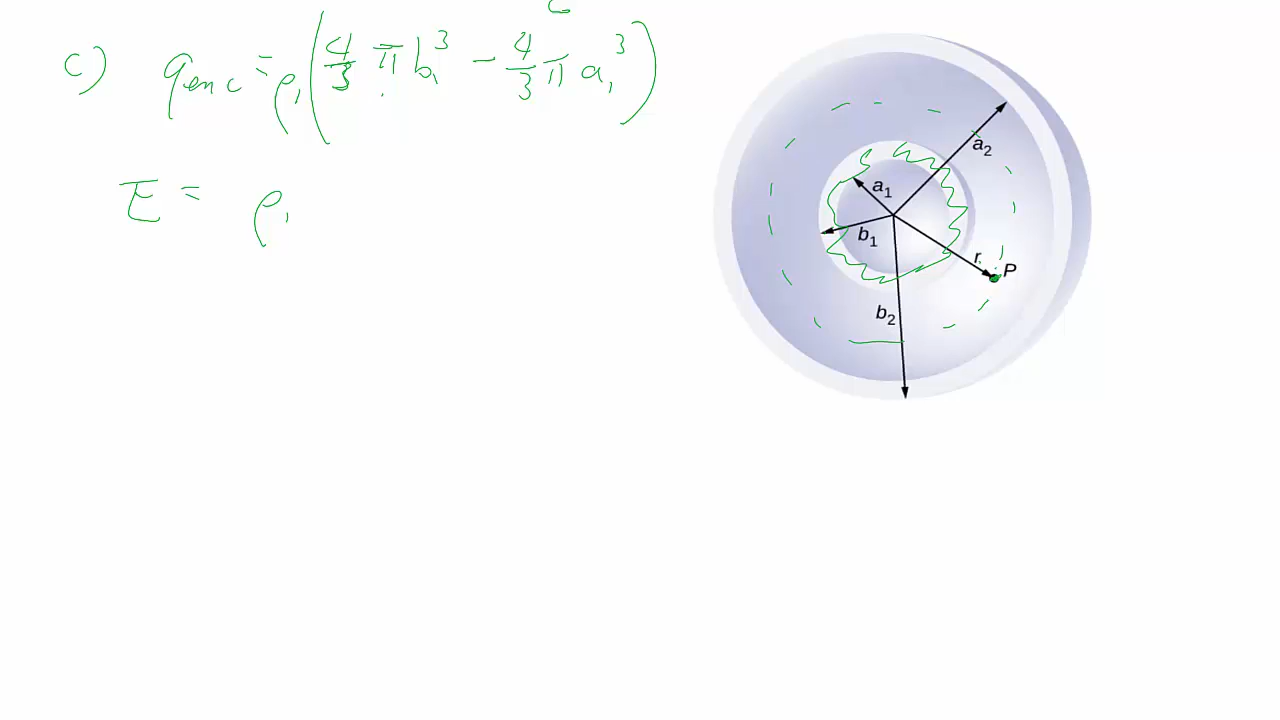 c) q_enc = ρ₁(4/3 π b₁³ − 4/3 π a₁³)
E = ρ₁
a₂
a₁
b₁
r
P
b₂